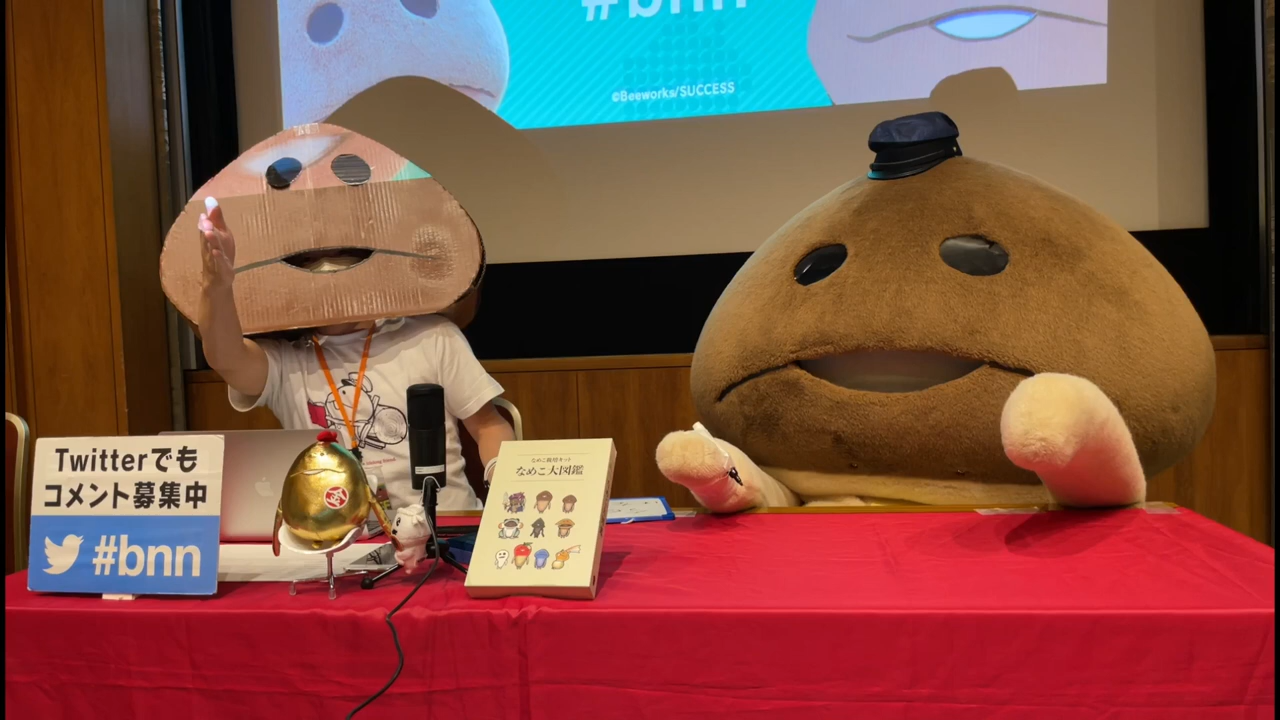 #bnn
©Beeworks/SUCCESS
Twitterでも
コメント募集中
#bnn
なめこ栽培キット
なめこ大図鑑